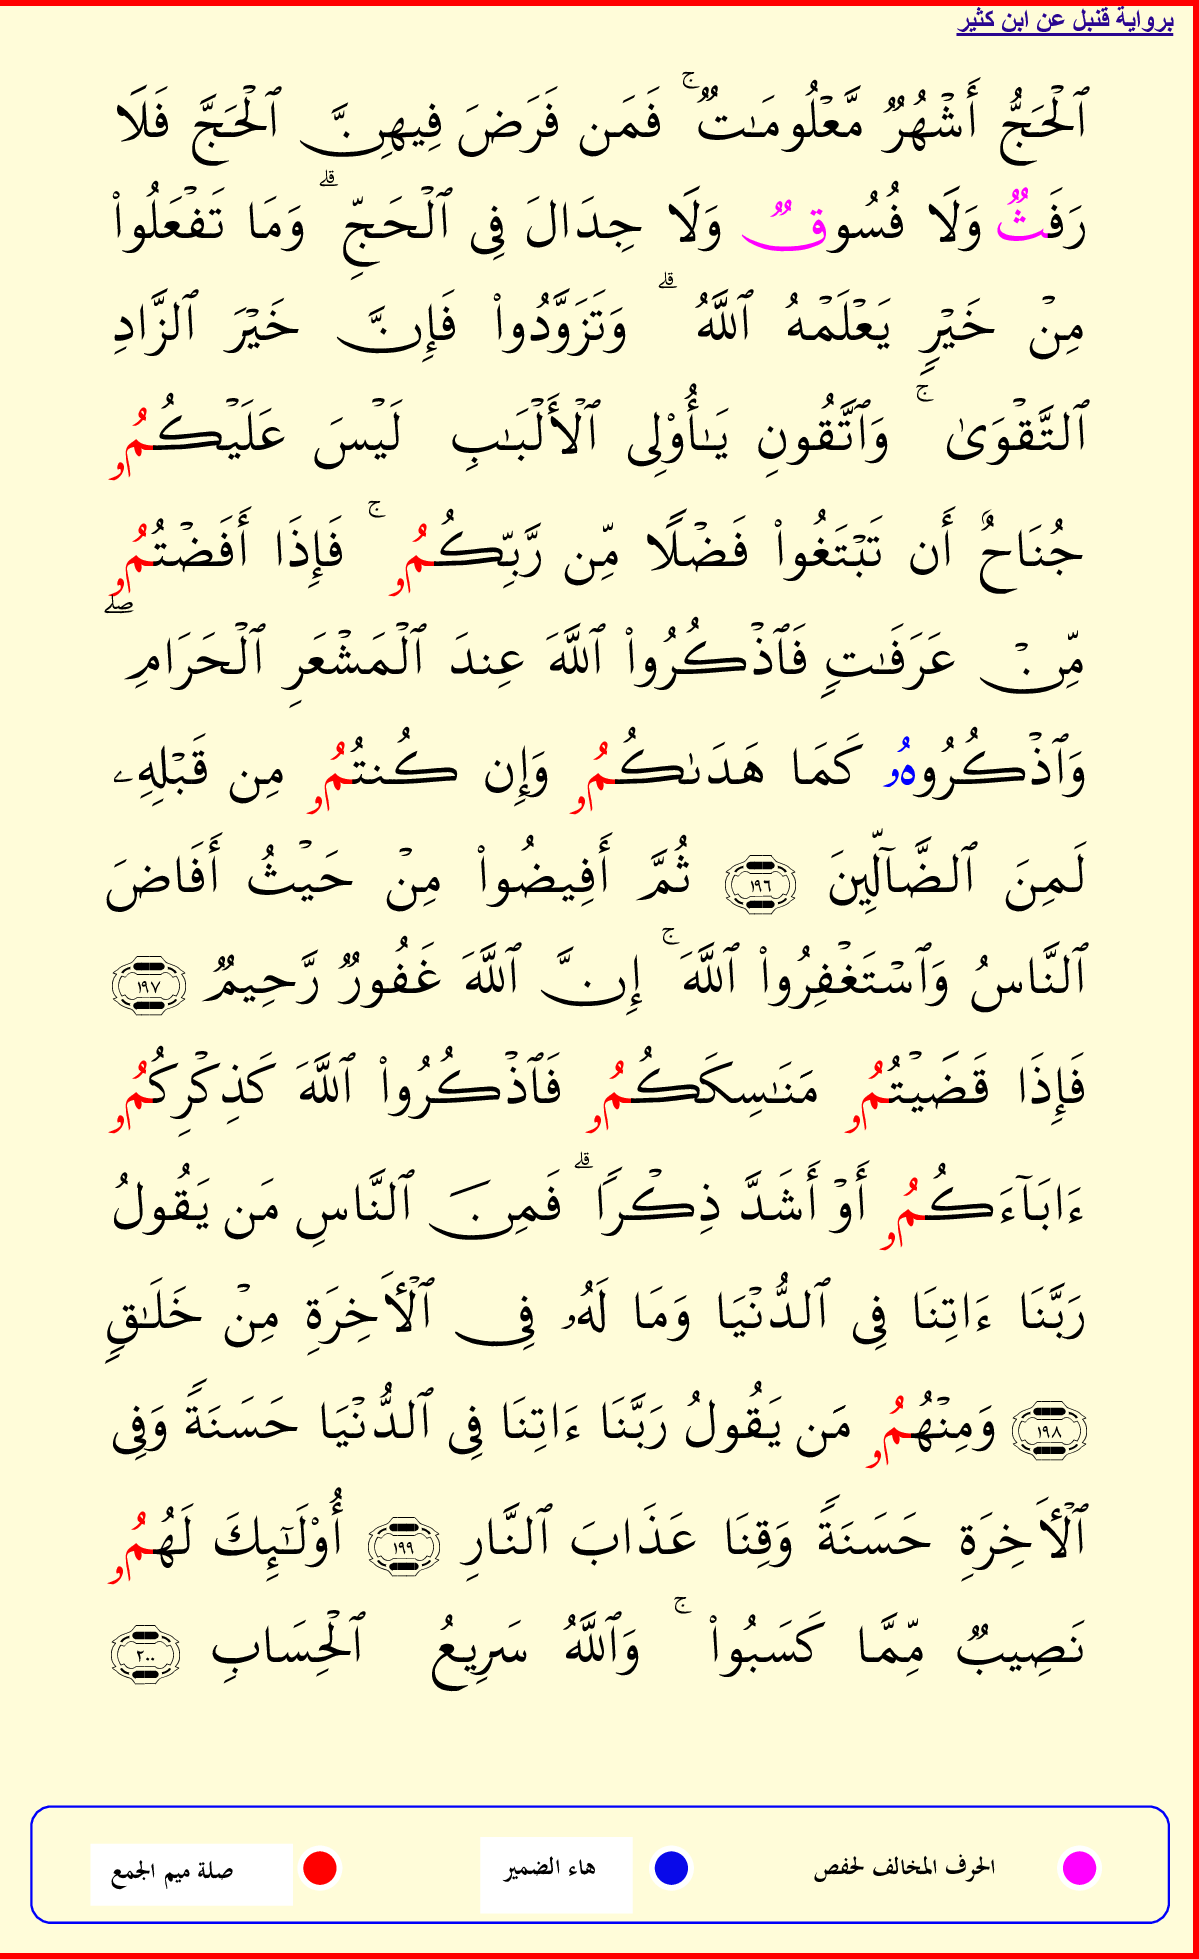 برواية قنبل عن ابن كثير
ٱلْحَجُّ أَشْهُرٌ مَّعْلُومَـٰتٌ ۚ فَمَن فَرَضَ فِيهِنَّ ٱلْحَجَّ فَلَا
رَفَثٌ وَلَا فُسُوقٌ وَلَا جِدَالَ فِى ٱلْحَجِّ ۗ وَمَا تَفْعَلُوا۟
مِنْ خَيْرٍ يَعْلَمْهُ ٱللَّهُ ۗ وَتَزَوَّدُوا۟ فَإِنَّ خَيْرَ ٱلزَّادِ
ٱلتَّقْوَىٰ ۚ وَٱتَّقُونِ يَـٰأُو۟لِى ٱلْأَلْبَـٰبِ لَيْسَ عَلَيْكُمُۥ
جُنَاحٌ أَن تَبْتَغُوا۟ فَضْلًا مِّن رَّبِّكُمُۥ ۚ فَإِذَا أَفَضْتُمُۥ
مِّنْ عَرَفَـٰتٍ فَٱذْكُرُوا۟ ٱللَّهَ عِندَ ٱلْمَشْعَرِ ٱلْحَرَامِ ۖ
وَٱذْكُرُوهُۥ كَمَا هَدَىٰكُمُۥ وَإِن كُنتُمُۥ مِن قَبْلِهِۦ
لَمِنَ ٱلضَّآلِّينَ ١٩٦ ثُمَّ أَفِيضُوا۟ مِنْ حَيْثُ أَفَاضَ
ٱلنَّاسُ وَٱسْتَغْفِرُوا۟ ٱللَّهَ ۚ إِنَّ ٱللَّهَ غَفُورٌ رَّحِيمٌ ١٩٧
فَإِذَا قَضَيْتُمُۥ مَنَـٰسِكَكُمُۥ فَٱذْكُرُوا۟ ٱللَّهَ كَذِكْرِكُمُۥ
ءَابَآءَكُمُۥ أَوْ أَشَدَّ ذِكْرًا ۗ فَمِنَ ٱلنَّاسِ مَن يَقُولُ
رَبَّنَا ءَاتِنَا فِى ٱلدُّنْيَا وَمَا لَهُۥ فِى ٱلْأَخِرَةِ مِنْ خَلَـٰقٍ
١٩٨ وَمِنْهُمُۥ مَن يَقُولُ رَبَّنَا ءَاتِنَا فِى ٱلدُّنْيَا حَسَنَةً وَفِى
ٱلْأَخِرَةِ حَسَنَةً وَقِنَا عَذَابَ ٱلنَّارِ ١٩٩ أُو۟لَـٰٓئِكَ لَهُمُۥ
نَصِيبٌ مِّمَّا كَسَبُوا۟ ۚ وَٱللَّهُ سَرِيعُ ٱلْحِسَابِ ٢٠٠
الحرف المخالف لحفص هاء الضمير صلة ميم الجمع